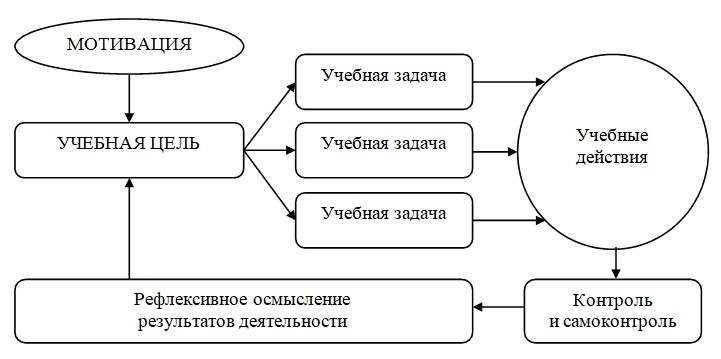 МОТИВАЦИЯ
УЧЕБНАЯ ЦЕЛЬ
Учебная задача
Учебная задача
Учебная задача
Учебные
действия
Контроль
и самоконтроль
Рефлексивное осмысление
результатов деятельности